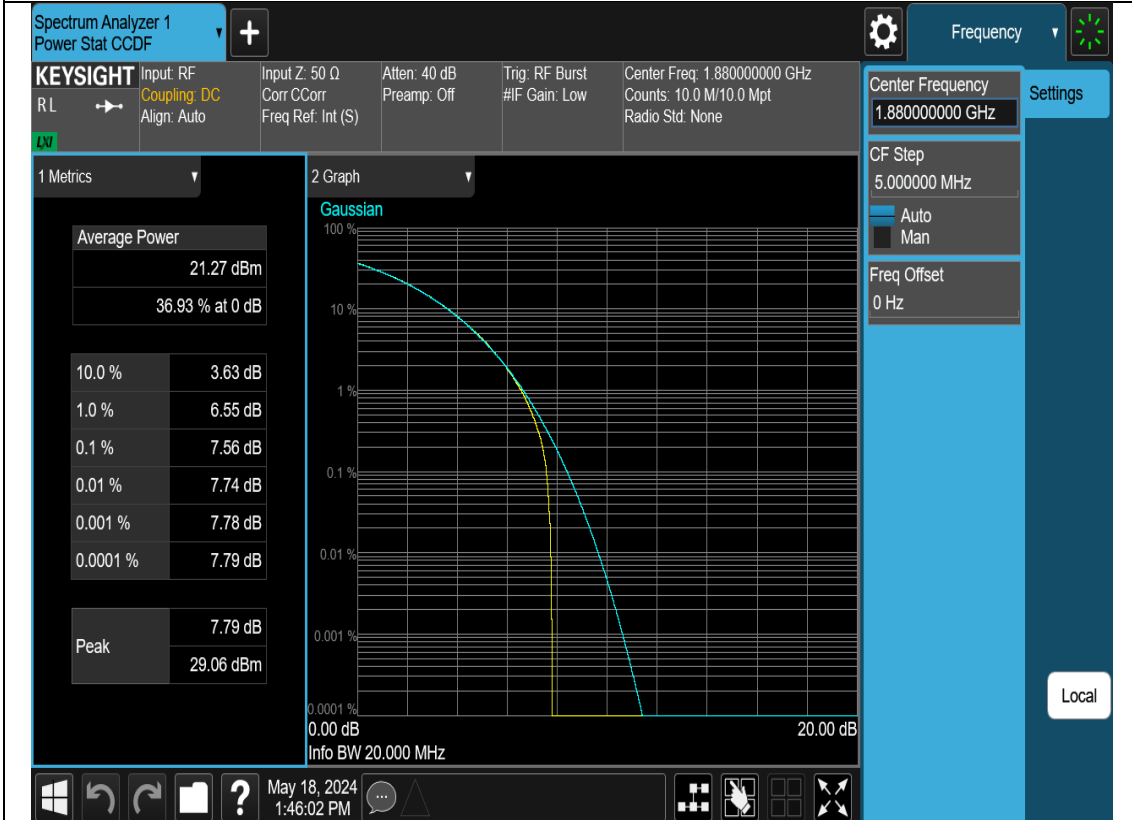 Spectrum Analyzer 1
Power Stat CCDF
+
Frequency
KEYSIGHT
RL
LXI
Input: RF
Coupling: DC
Align: Auto
Input Z: 50 Ω
Corr CCorr
Freq Ref: Int (S)
Atten: 40 dB
Preamp: Off
Trig: RF Burst
#IF Gain: Low
Center Freq: 1.880000000 GHz
Counts: 10.0 M/10.0 Mpt
Radio Std: None
Center Frequency
1.880000000 GHz
Settings
CF Step
5.000000 MHz
Auto
Man
Freq Offset
0 Hz
1 Metrics
Average Power
21.27 dBm
36.93 % at 0 dB
10.0 % 3.63 dB
1.0 % 6.55 dB
0.1 % 7.56 dB
0.01 % 7.74 dB
0.001 % 7.78 dB
0.0001 % 7.79 dB
Peak
7.79 dB
29.06 dBm
2 Graph
Gaussian
100 %
10 %
1 %
0.1 %
0.01 %
0.001 %
0.0001 %
0.00 dB 20.00 dB
Info BW 20.000 MHz
Local
?
May 18, 2024
1:46:02 PM